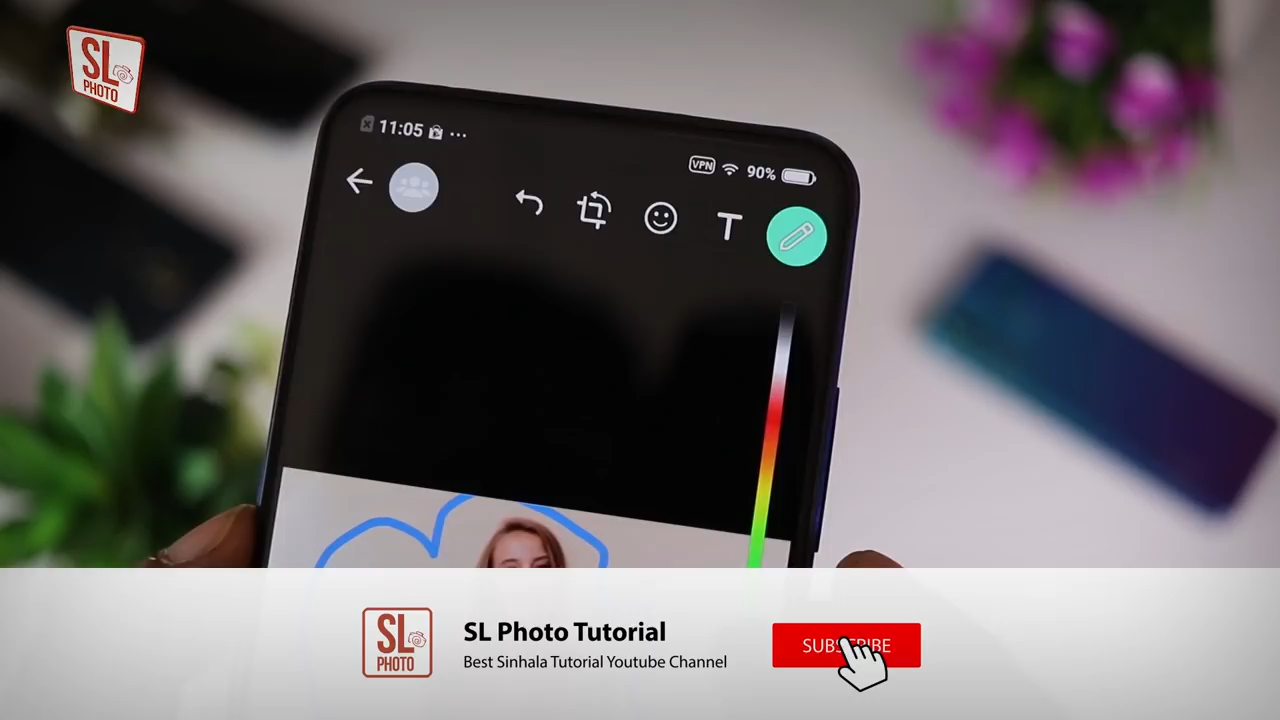 SL
PHOTO
11:05
VPN 90%
T
SL
PHOTO
SL Photo Tutorial
Best Sinhala Tutorial Youtube Channel
SUBSCRIBE